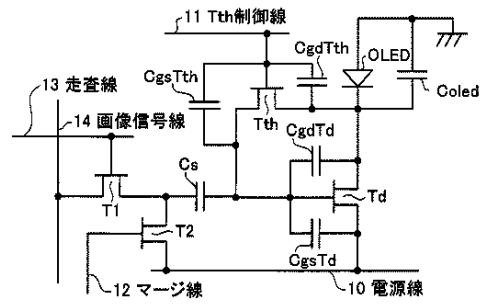 11 Tth制御線
CgdTth
OLED
CgsTth
13 走査線
14 画像信号線
Coled
Tth
Cs
CgdTd
Td
T1
T2
CgsTd
12 マージ線
10 電源線